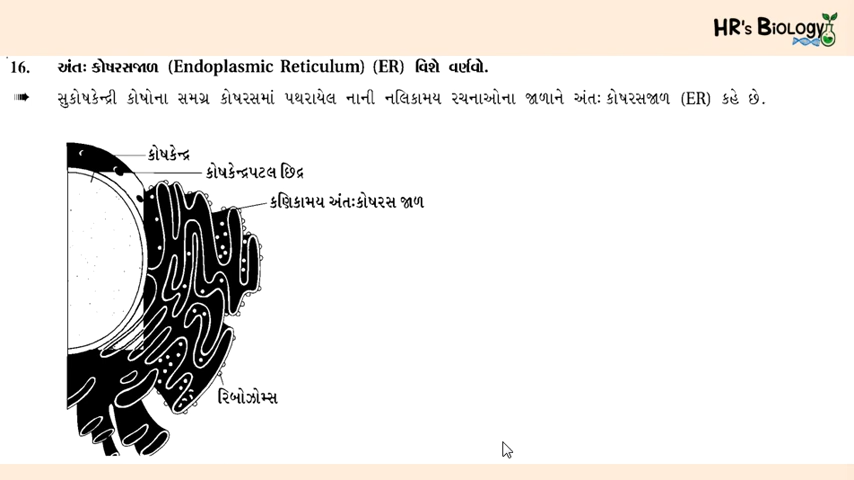 HR's BIOLOGY
16. અંતઃ કોષરસજાળ (Endoplasmic Reticulum) (ER) વિશે વર્ણવો.
સુકોષકેન્દ્રી કોષોના સમગ્ર કોષરસમાં પથરાયેલ નાની નલિકામય રચનાઓના જાળાને અંતઃ કોષરસજાળ (ER) કહે છે.
કોષકેન્દ્ર
કોષકેન્દ્રપટલ છિદ્ર
કણિકામય અંતઃકોષરસ જાળ
રિબોઝોમ્સ